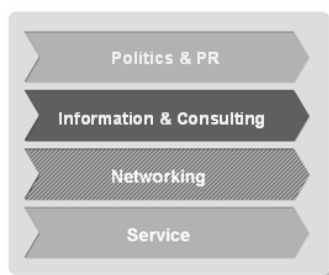 Politics & PR
Information & Consulting
Networking
Service